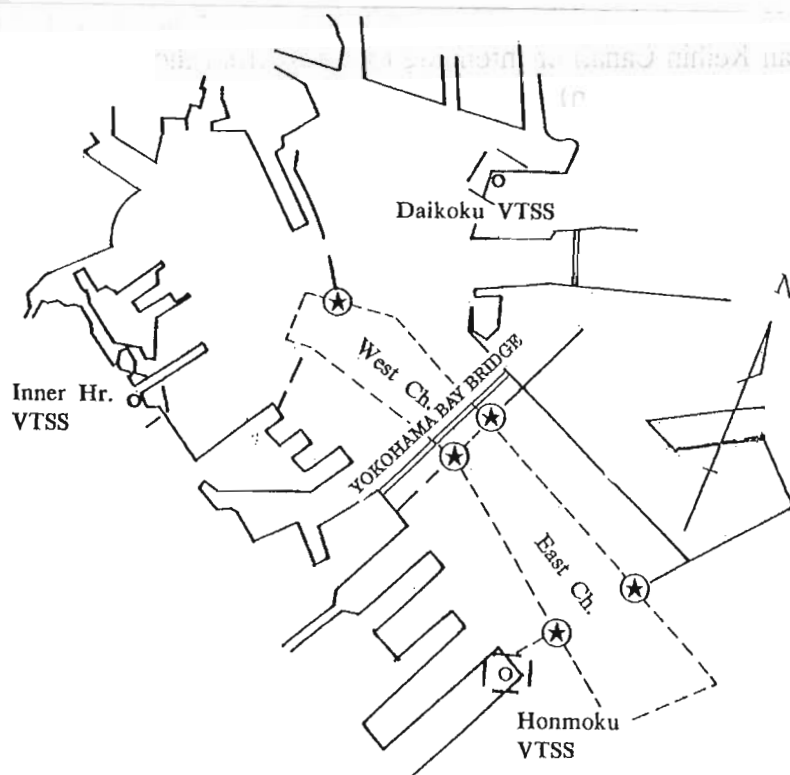 Daikoku VTSS
West Ch.
YOKOHAMA BAY BRIDGE
Inner Hr.
VTSS
East Ch.
Honmoku
VTSS
N